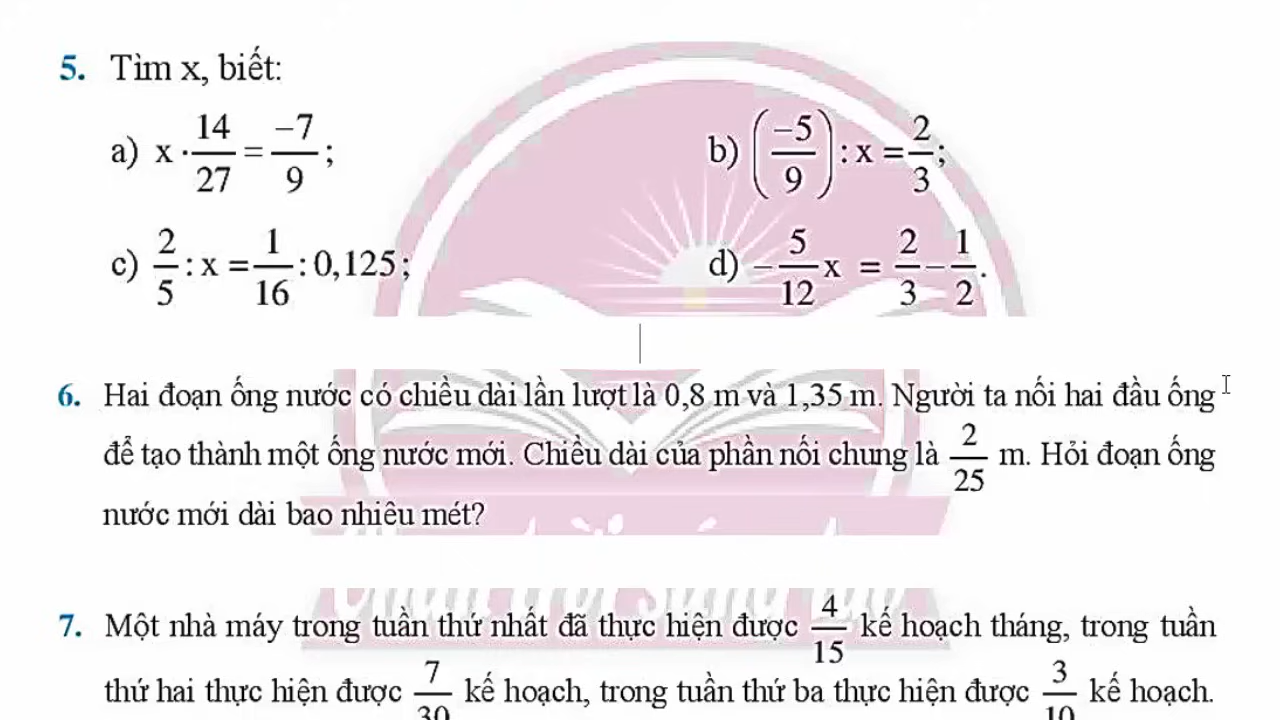 5. Tìm x, biết:
a) x · 14/27 = −7/9 ; b) (−5/9) : x = 2/3 ;
c) 2/5 : x = 1/16 : 0,125 ; d) −5/12 x = 2/3 − 1/2 .
6. Hai đoạn ống nước có chiều dài lần lượt là 0,8 m và 1,35 m. Người ta nối hai đầu ống
để tạo thành một ống nước mới. Chiều dài của phần nối chung là 2/25 m. Hỏi đoạn ống
nước mới dài bao nhiêu mét?
Chân trời sáng tạo
7. Một nhà máy trong tuần thứ nhất đã thực hiện được 4/15 kế hoạch tháng, trong tuần
thứ hai thực hiện được 7/30 kế hoạch, trong tuần thứ ba thực hiện được 3/10 kế hoạch.